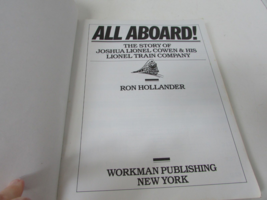 ALL ABOARD!
THE STORY OF
JOSHUA LIONEL COWEN & HIS
LIONEL TRAIN COMPANY
RON HOLLANDER
WORKMAN PUBLISHING
NEW YORK